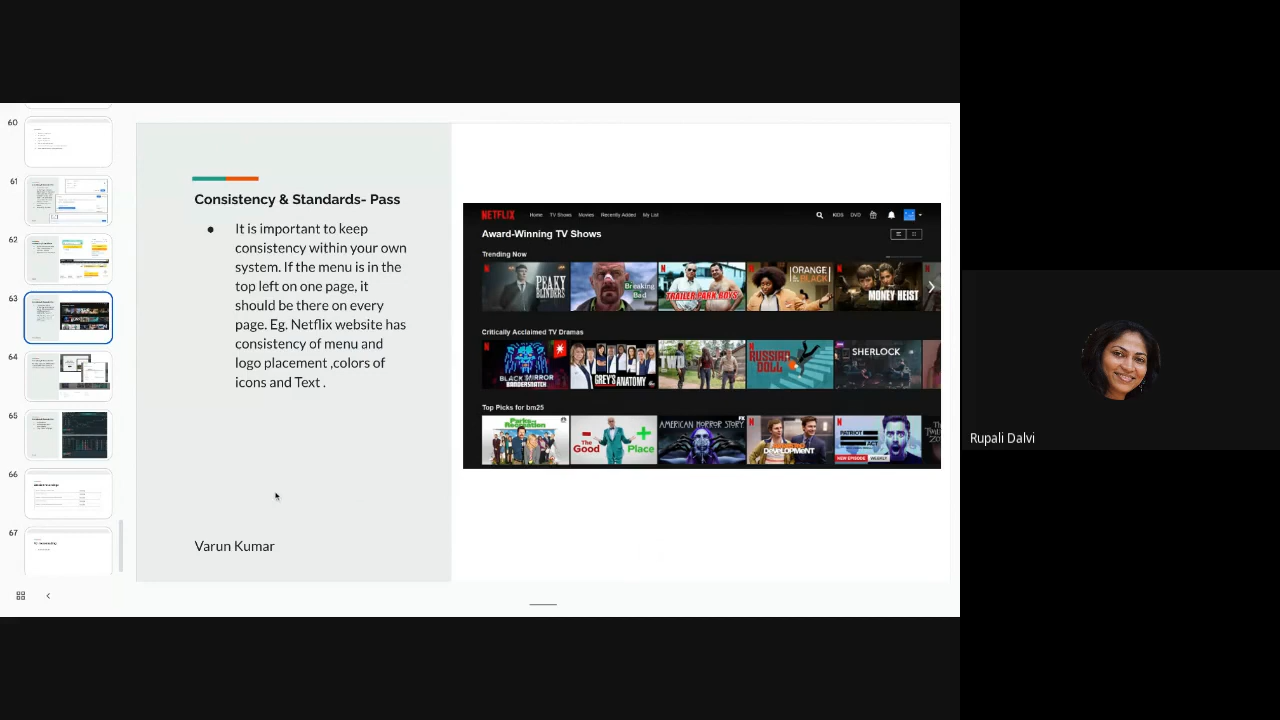 60
61
62
63
64
65
66
67
Consistency & Standards- Pass
● It is important to keep
consistency within your own
system. If the menu is in the
top left on one page, it
should be there on every
page. Eg. Netflix website has
consistency of menu and
logo placement ,colors of
icons and Text .
Varun Kumar
NETFLIX Home TV Shows Movies Recently Added My List KIDS DVD
Award-Winning TV Shows
Trending Now
PEAKY BLINDERS
Breaking Bad
TRAILER PARK BOYS
ORANGE BLACK
MONEY HEIST
Critically Acclaimed TV Dramas
BLACK MIRROR BANDERSNATCH
GREY'S ANATOMY
RUSSIAN DOLL
SHERLOCK
Top Picks for bm25
Parks and Recreation
The Good Place
AMERICAN HORROR STORY
FX
DEVELOPMENT
PATRIOT ACT
NEW EPISODE WEEKLY
Rupali Dalvi